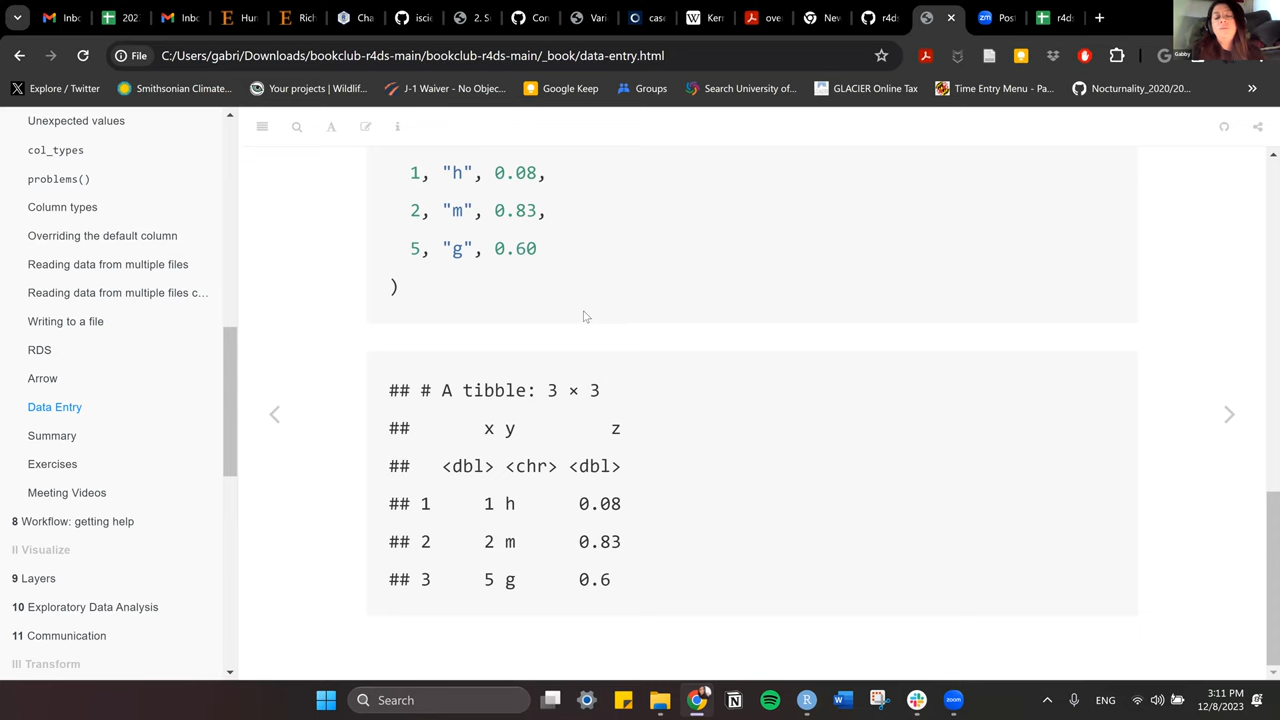 Inb
202
Inb
Hur
Rich
Cha
iscie
2. S
Con
Vari
case
Kerr
over
New
r4ds
Post
r4ds
File
C:/Users/gabri/Downloads/bookclub-r4ds-main/bookclub-r4ds-main/_book/data-entry.html
Gabby
Explore / Twitter
Smithsonian Climate...
Your projects | Wildlif...
J-1 Waiver - No Objec...
Google Keep
Groups
Search University of...
GLACIER Online Tax
Time Entry Menu - Pa...
Nocturnality_2020/20...
Unexpected values
col_types
problems()
Column types
Overriding the default column
Reading data from multiple files
Reading data from multiple files c...
Writing to a file
RDS
Arrow
Data Entry
Summary
Exercises
Meeting Videos
8 Workflow: getting help
II Visualize
9 Layers
10 Exploratory Data Analysis
11 Communication
III Transform
1, "h", 0.08,
2, "m", 0.83,
5, "g", 0.60
)
## # A tibble: 3 × 3
## x y z
## <dbl> <chr> <dbl>
## 1 1 h 0.08
## 2 2 m 0.83
## 3 5 g 0.6
Search
ENG
3:11 PM
12/8/2023